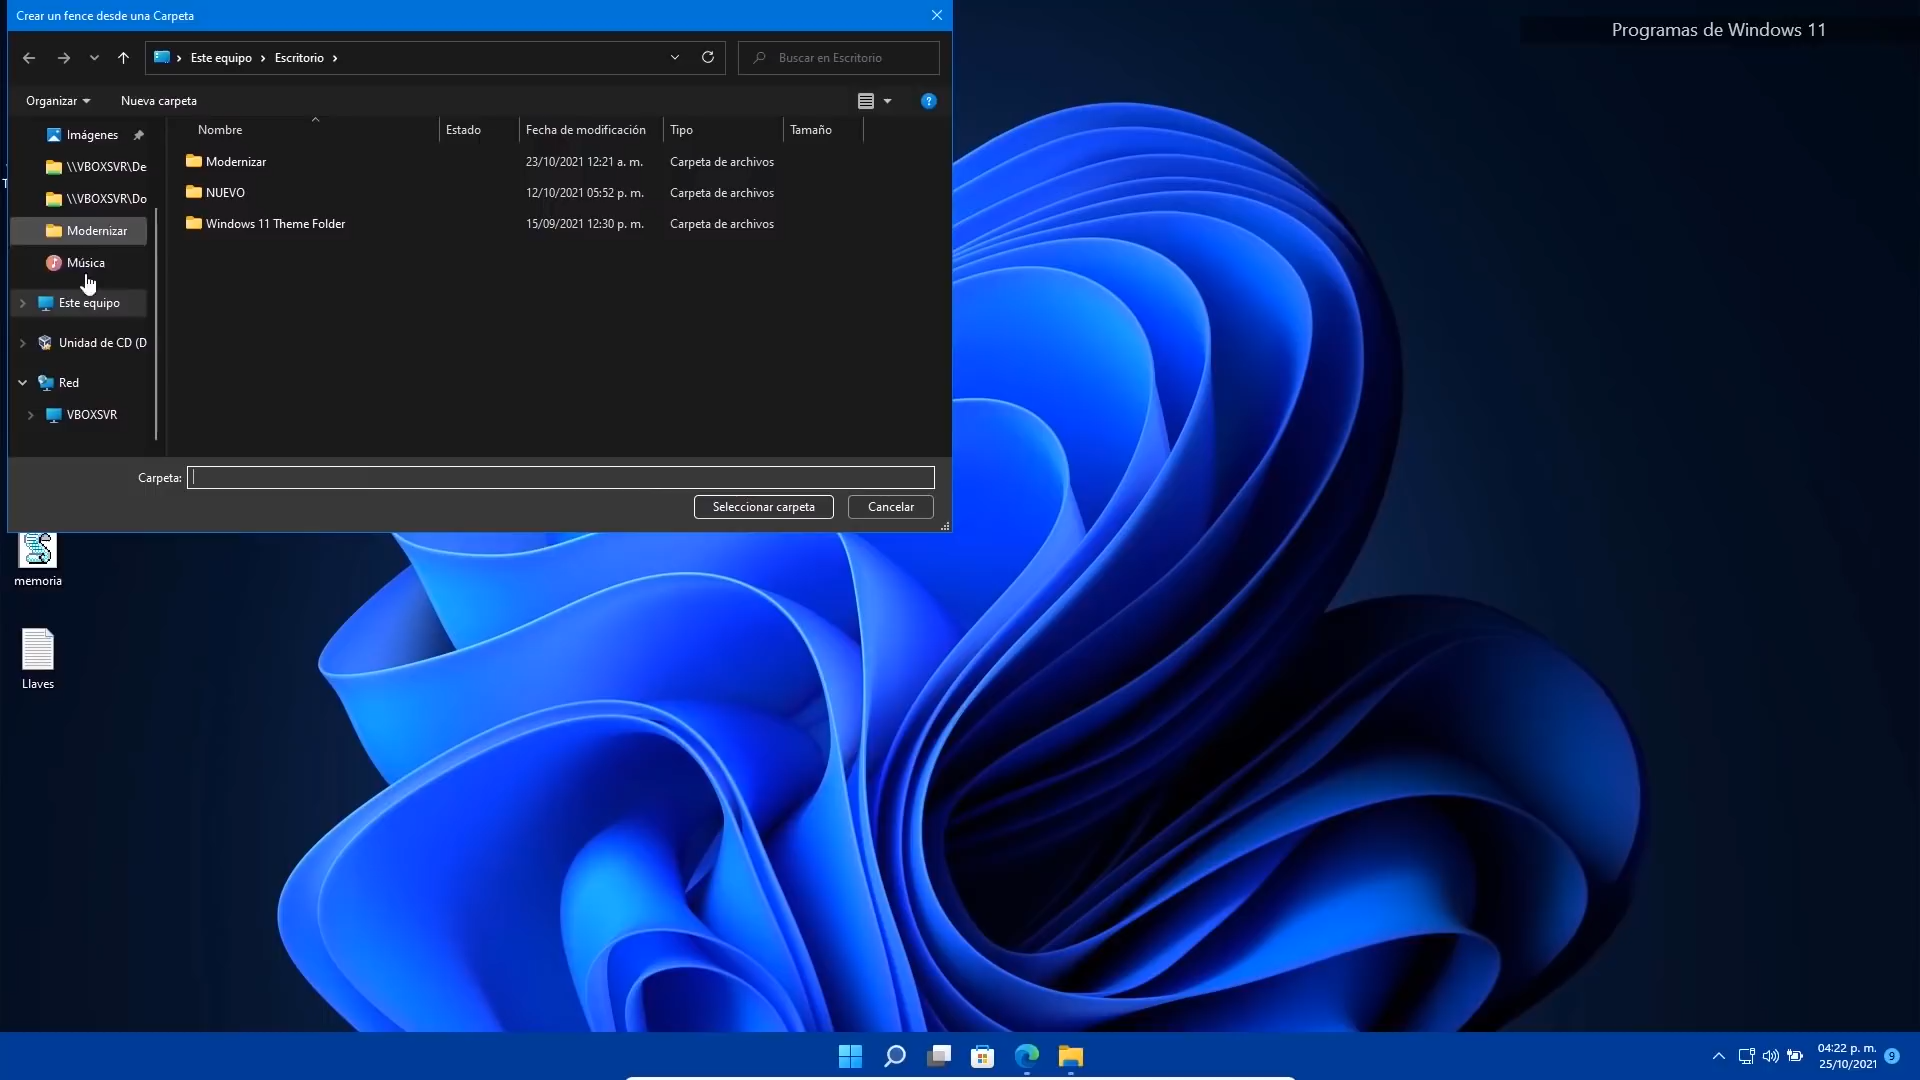 Crear un fence desde una Carpeta
Programas de Windows 11
Este equipo
Escritorio
Buscar en Escritorio
Organizar
Nueva carpeta
?
Nombre
Estado
Fecha de modificación
Tipo
Tamaño
Imágenes
\\VBOXSVR\De
\\VBOXSVR\Do
Modernizar
Música
Este equipo
Unidad de CD (D
Red
VBOXSVR
Modernizar
23/10/2021 12:21 a. m.
Carpeta de archivos
NUEVO
12/10/2021 05:52 p. m.
Carpeta de archivos
Windows 11 Theme Folder
15/09/2021 12:30 p. m.
Carpeta de archivos
Carpeta:
Seleccionar carpeta
Cancelar
memoria
Llaves
04:22 p. m.
25/10/2021
9